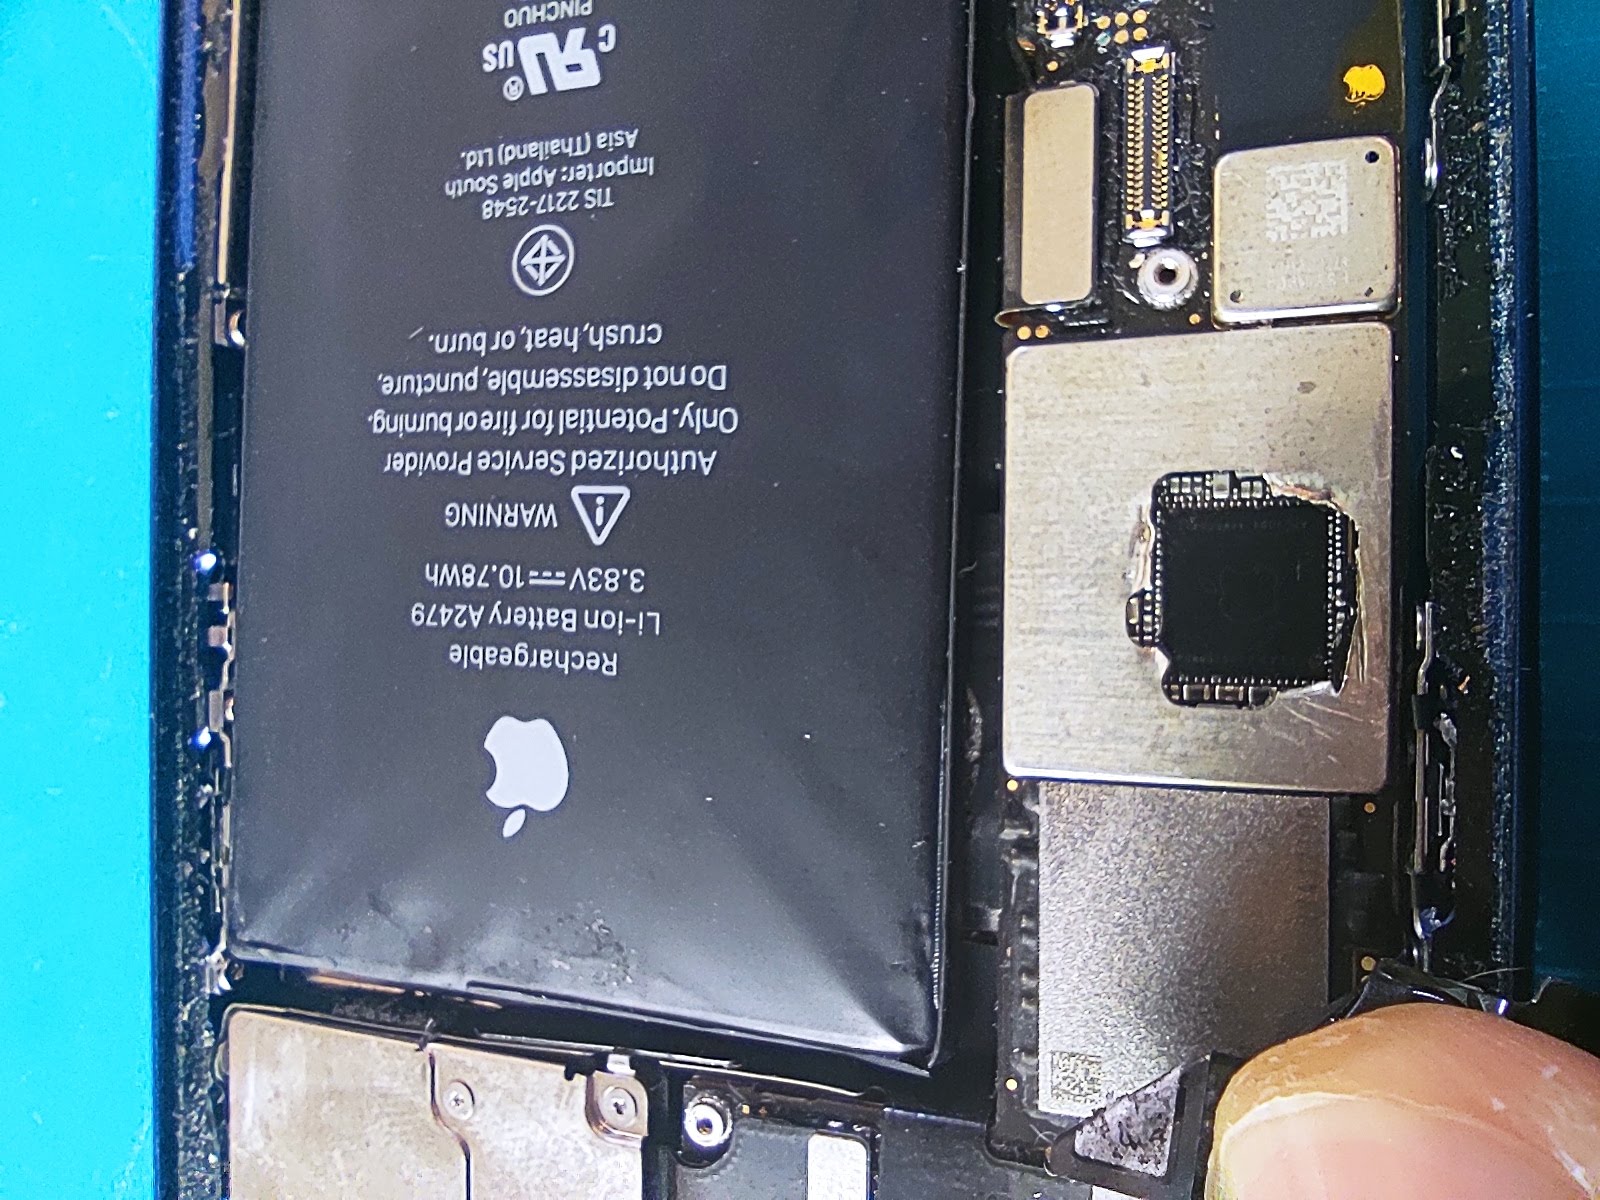 Rechargeable
Li-ion Battery A2479
3.83V⎓10.78Wh
WARNING
Authorized Service Provider
Only. Potential for fire or burning.
Do not disassemble, puncture,
crush, heat, or burn.
TIS 2217-2548
Importer: Apple South
Asia (Thailand) Ltd.
c RU ® US
PINCHUO